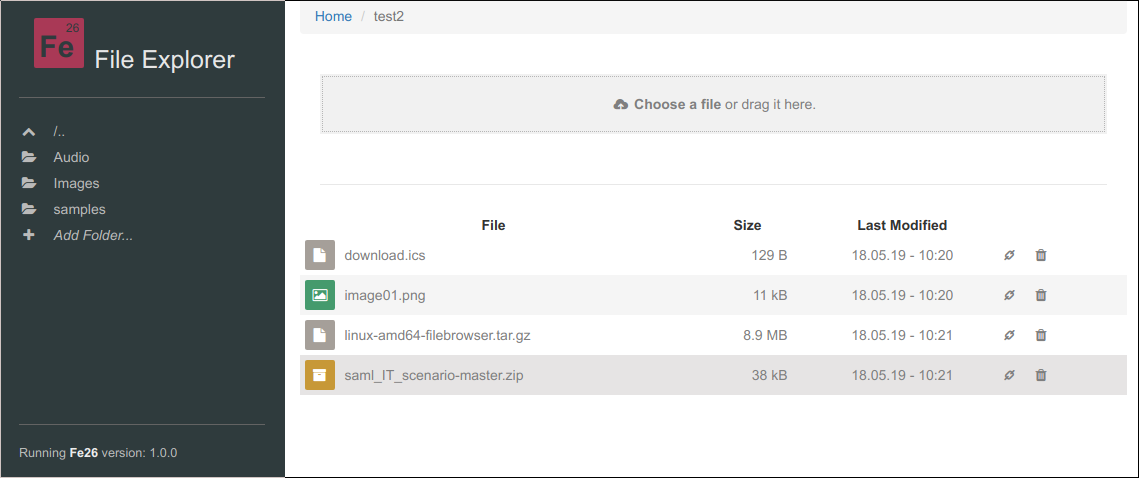 26
Fe
File Explorer
/..
Audio
Images
samples
Add Folder...
Running Fe26 version: 1.0.0
Home / test2
Choose a file or drag it here.
File Size Last Modified
download.ics 129 B 18.05.19 - 10:20
image01.png 11 kB 18.05.19 - 10:20
linux-amd64-filebrowser.tar.gz 8.9 MB 18.05.19 - 10:21
saml_IT_scenario-master.zip 38 kB 18.05.19 - 10:21